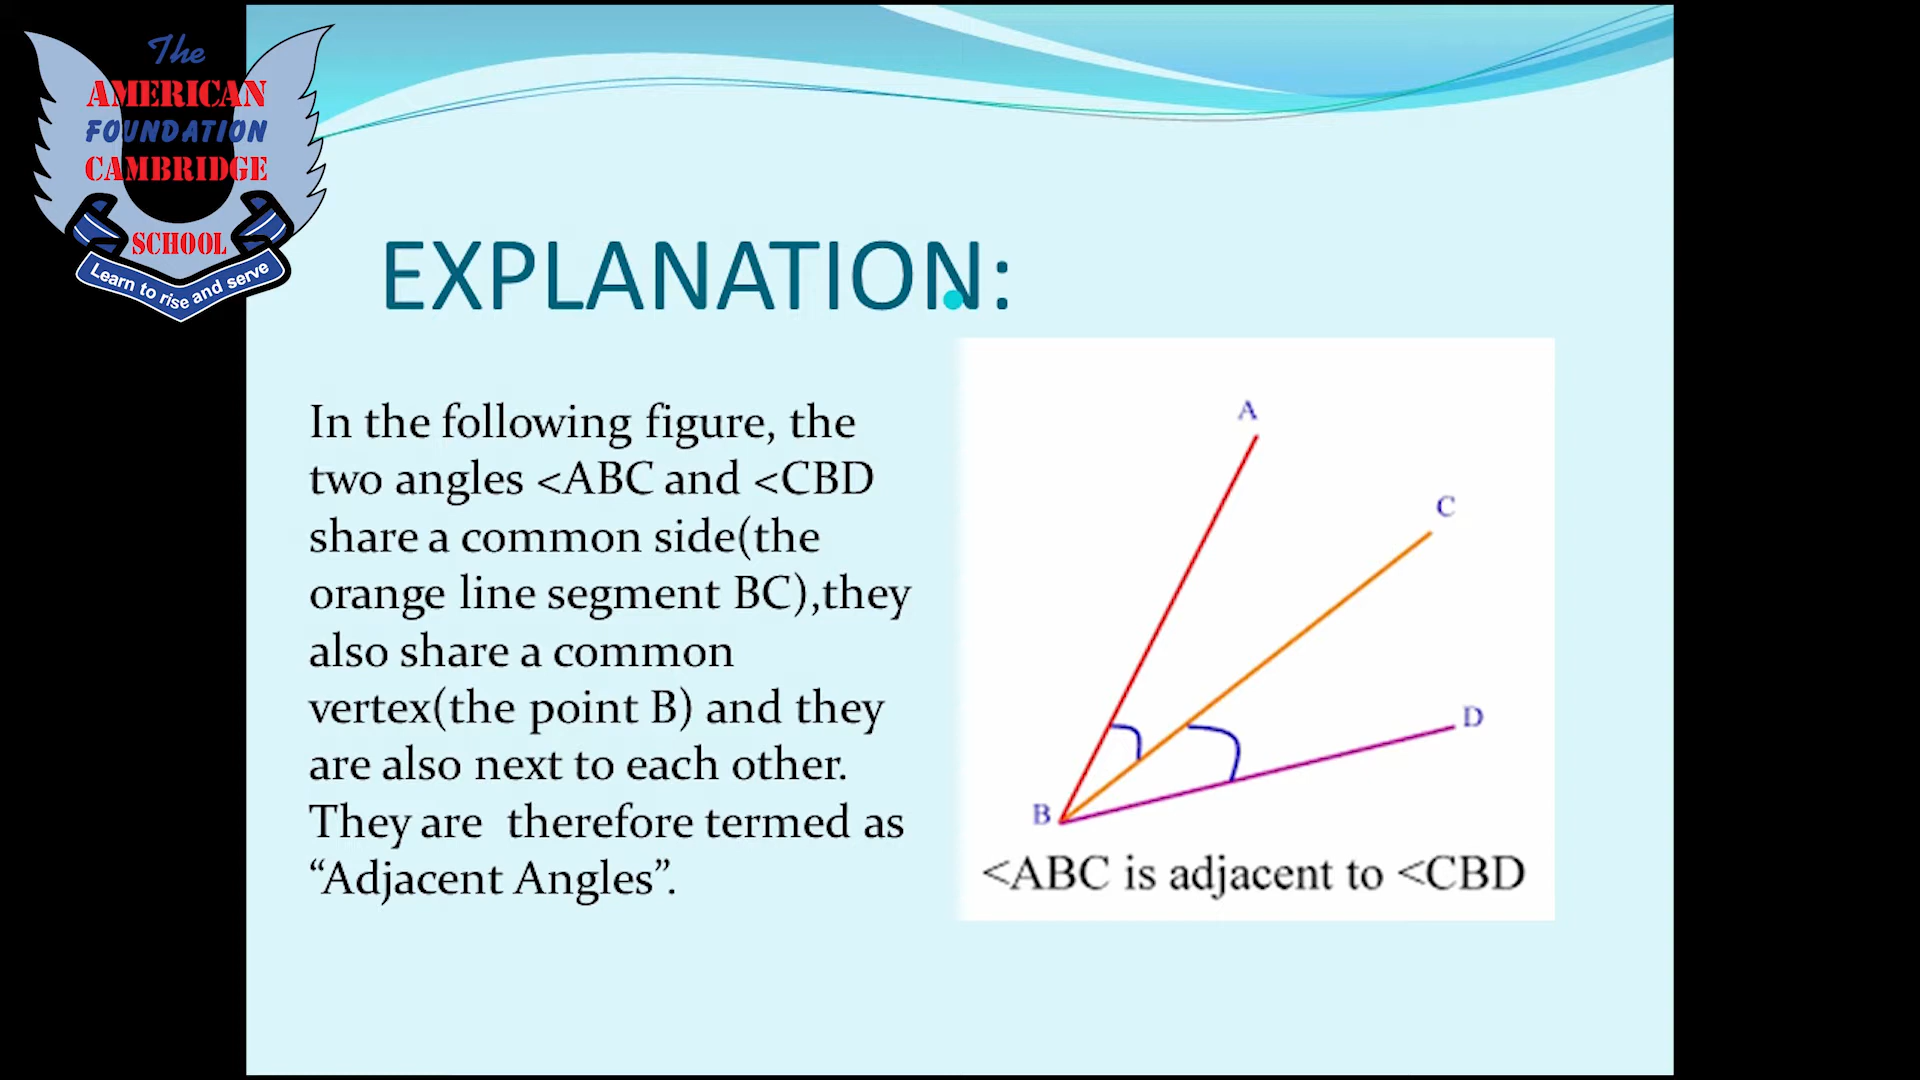 The
AMERICAN
FOUNDATION
CAMBRIDGE
SCHOOL
Learn to rise and serve
EXPLANATION:
In the following figure, the
two angles <ABC and <CBD
share a common side(the
orange line segment BC),they
also share a common
vertex(the point B) and they
are also next to each other.
They are  therefore termed as
“Adjacent Angles”.
A
C
D
B
<ABC is adjacent to <CBD